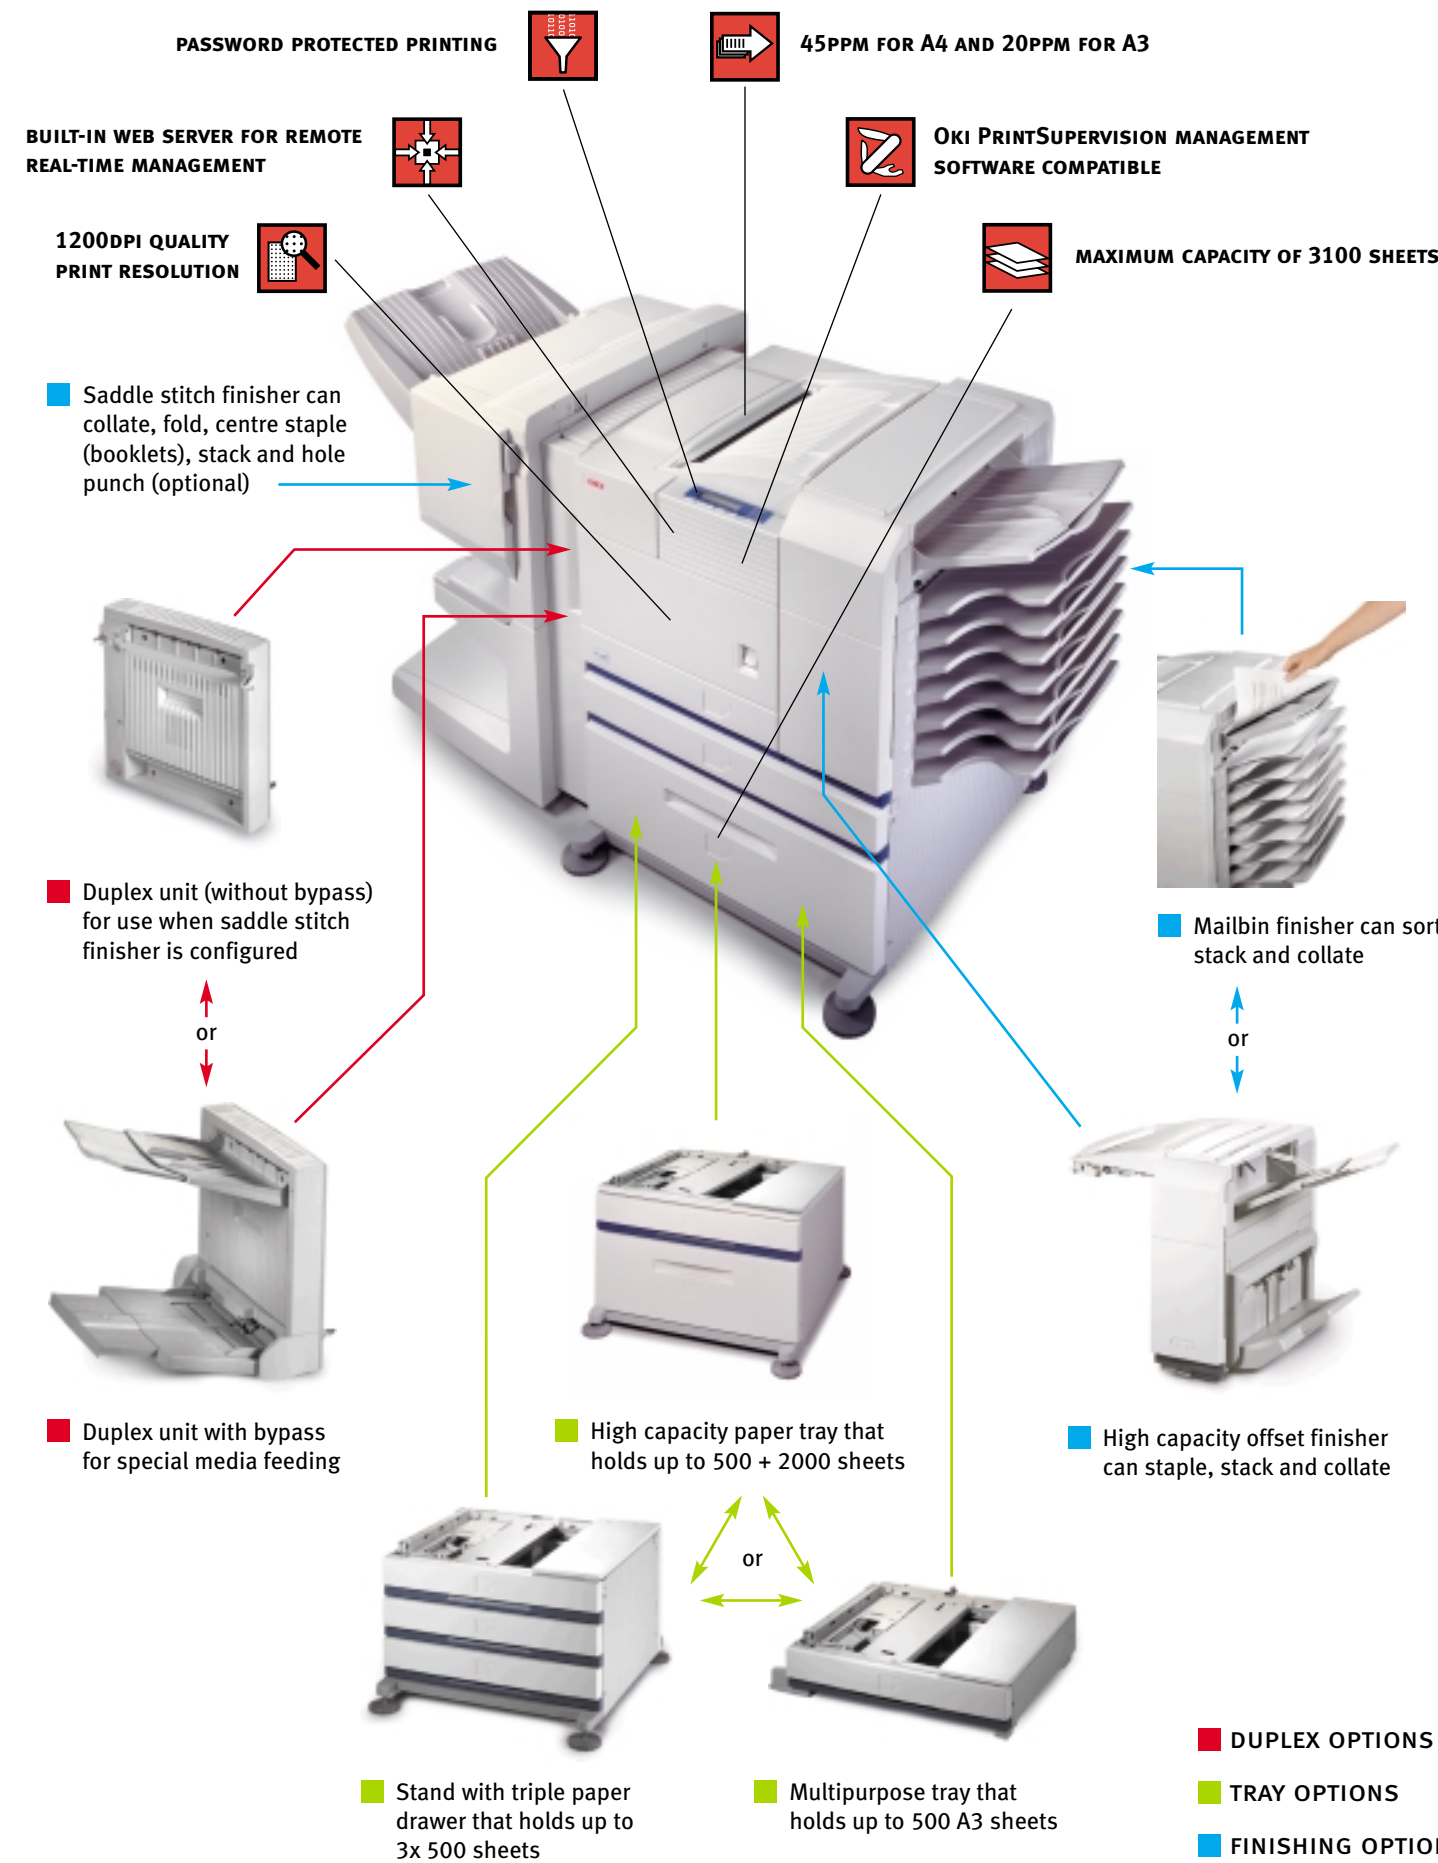 PASSWORD PROTECTED PRINTING
45PPM FOR A4 AND 20PPM FOR A3
BUILT-IN WEB SERVER FOR REMOTE
REAL-TIME MANAGEMENT
OKI PRINTSUPERVISION MANAGEMENT
SOFTWARE COMPATIBLE
1200DPI QUALITY
PRINT RESOLUTION
MAXIMUM CAPACITY OF 3100 SHEETS
Saddle stitch finisher can
collate, fold, centre staple
(booklets), stack and hole
punch (optional)
Duplex unit (without bypass)
for use when saddle stitch
finisher is configured
or
Duplex unit with bypass
for special media feeding
Mailbin finisher can sort
stack and collate
or
High capacity offset finisher
can staple, stack and collate
High capacity paper tray that
holds up to 500 + 2000 sheets
or
Stand with triple paper
drawer that holds up to
3x 500 sheets
Multipurpose tray that
holds up to 500 A3 sheets
DUPLEX OPTIONS
TRAY OPTIONS
FINISHING OPTION